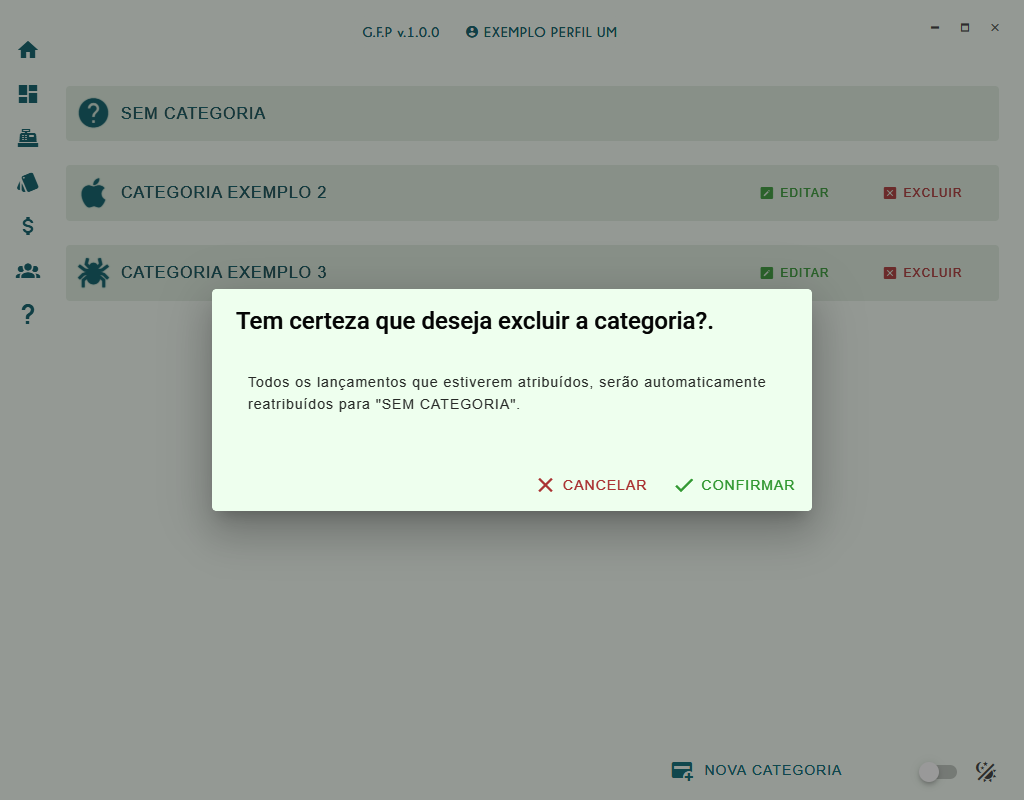 G.F.P v.1.0.0 EXEMPLO PERFIL UM
SEM CATEGORIA
CATEGORIA EXEMPLO 2 EDITAR EXCLUIR
CATEGORIA EXEMPLO 3 EDITAR EXCLUIR
Tem certeza que deseja excluir a categoria?.
Todos os lançamentos que estiverem atribuídos, serão automaticamente
reatribuídos para "SEM CATEGORIA".
CANCELAR CONFIRMAR
NOVA CATEGORIA